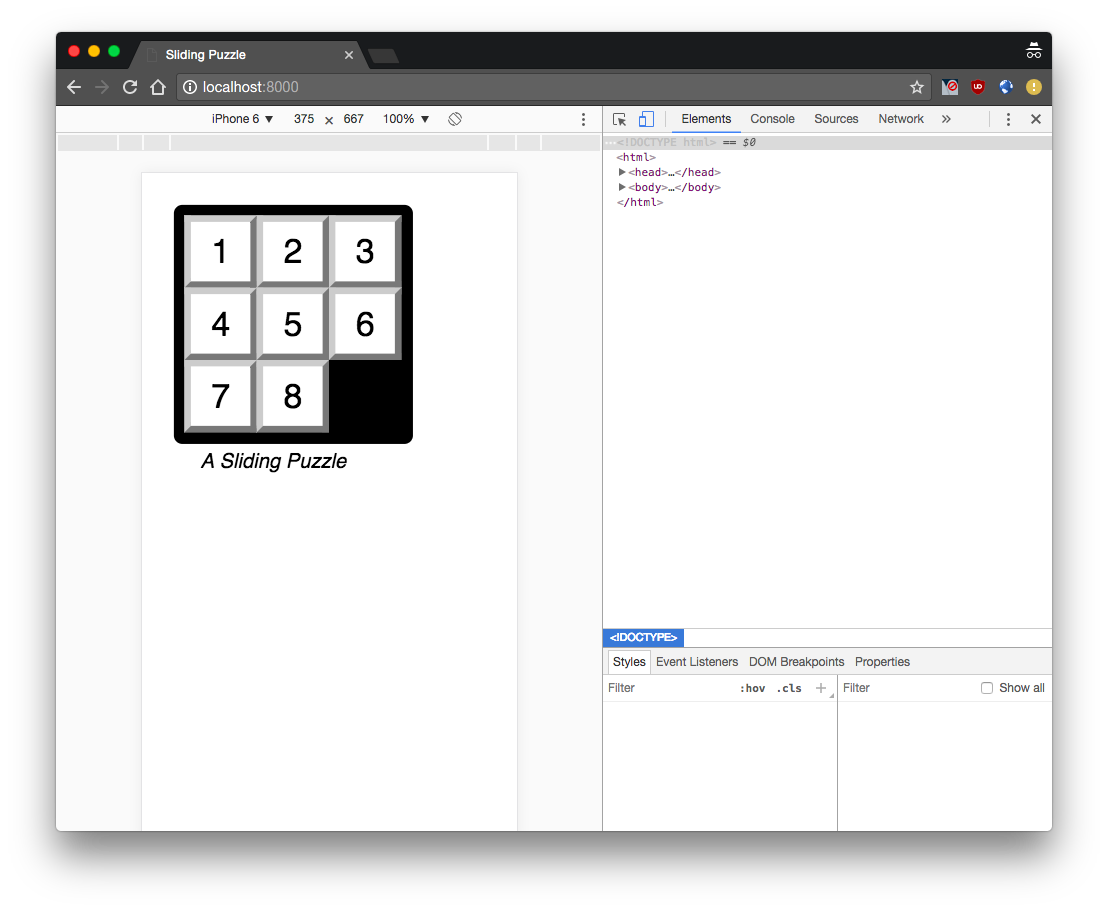 Sliding Puzzle
localhost:8000
iPhone 6 ▼ 375 × 667 100% ▼
Elements Console Sources Network »
…<!DOCTYPE html> == $0
<html>
▶<head>…</head>
▶<body>…</body>
</html>
1 2 3
4 5 6
7 8
A Sliding Puzzle
<!DOCTYPE>
Styles Event Listeners DOM Breakpoints Properties
Filter :hov .cls + Filter Show all